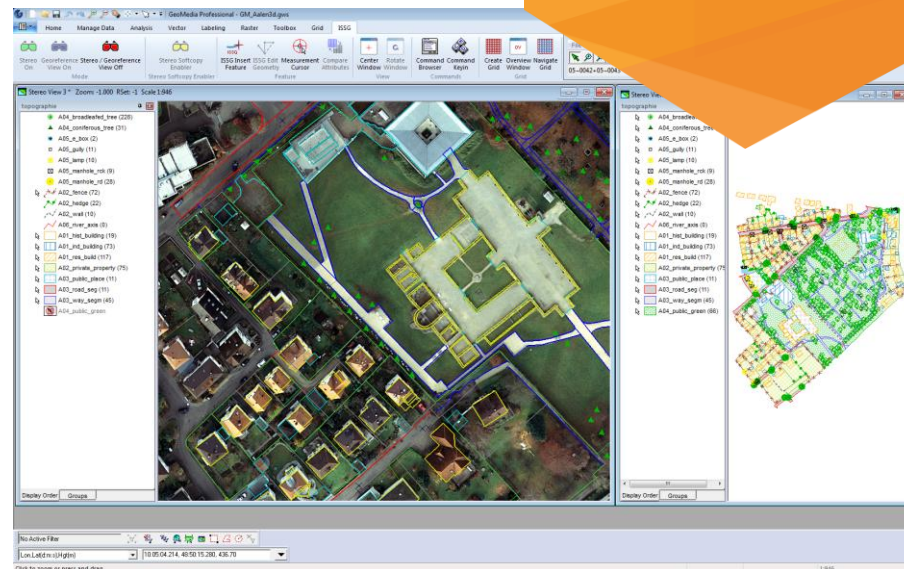 GeoMedia Professional - GM_Aalen3d.gws
Home Manage Data Analysis Vector Labeling Raster Toolbox Grid ISSG
Stereo On
Georeference View On
Stereo / Georeference View Off
Stereo Softcopy Enabler
ISSG Insert Feature
ISSG Edit Geometry
Measurement Cursor
Compare Attributes
Center Window
Rotate Window
Command Browser
Command Keyin
Create Grid
Overview Window
Navigate Grid
Mode Stereo Softcopy Enabler Feature View Commands Grid
Stereo View 3 * Zoom: -1.000 RSet: -1 Scale 1:946
topographie
A04_broadleafed_tree (228)
A04_coniferous_tree (31)
A05_e_box (2)
A05_gully (11)
A05_lamp (10)
A05_manhole_rck (9)
A05_manhole_rd (28)
A02_fence (72)
A02_hedge (22)
A02_wall (10)
A06_river_axis (8)
A01_hist_building (19)
A01_ind_building (73)
A01_res_build (117)
A02_private_property (75)
A03_public_place (11)
A03_road_seg (11)
A03_way_segm (45)
A04_public_green
Display Order Groups
Stereo
topographie
A04_broadleafed
A04_coniferous_tree
A05_e_box (2)
A05_gully (11)
A05_lamp (10)
A05_manhole_rck (9)
A05_manhole_rd (28)
A02_fence (72)
A02_hedge (22)
A02_wall (10)
A06_river_axis (8)
A01_hist_building (19)
A01_ind_building (73)
A01_res_build (117)
A02_private_property (75
A03_public_place (11)
A03_road_seg (11)
A03_way_segm (45)
A04_public_green (66)
Display Order Groups
No Active Filter
Lon,Lat(d:m:s),Hgt(m) 10:05:04.214, 48:50:15.280, 436.70
Click to zoom or press and drag
1:946